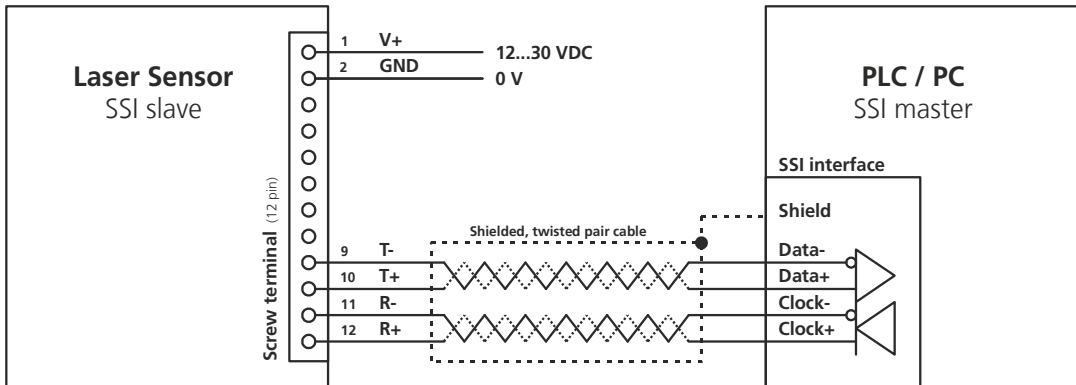 Laser Sensor
SSI slave
Screw terminal (12 pin)
1 V+ 12...30 VDC
2 GND 0 V
9 T-
10 T+
11 R-
12 R+
Shielded, twisted pair cable
PLC / PC
SSI master
SSI interface
Shield
Data-
Data+
Clock-
Clock+